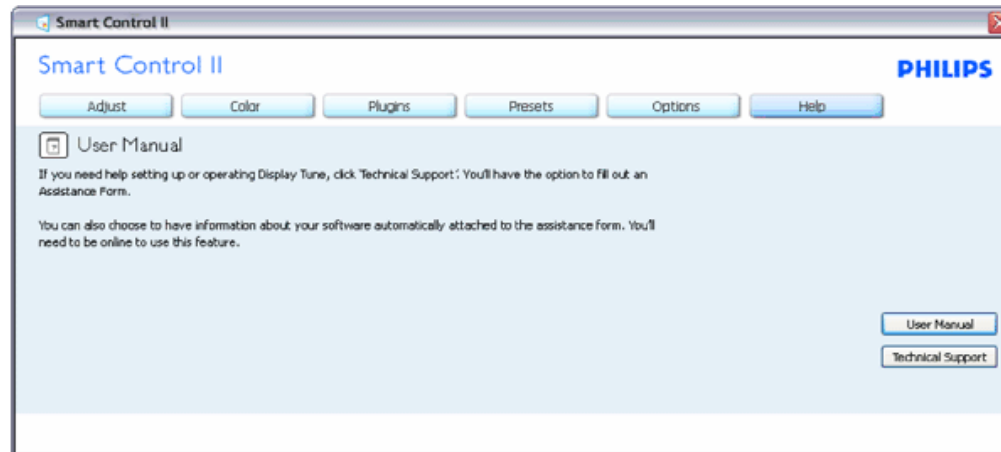 Smart Control II
Smart Control II
PHILIPS
Adjust
Color
Plugins
Presets
Options
Help
User Manual
If you need help setting up or operating Display Tune, click 'Technical Support'. You'll have the option to fill out an
Assistance Form.
You can also choose to have information about your software automatically attached to the assistance form. You'll
need to be online to use this feature.
User Manual
Technical Support